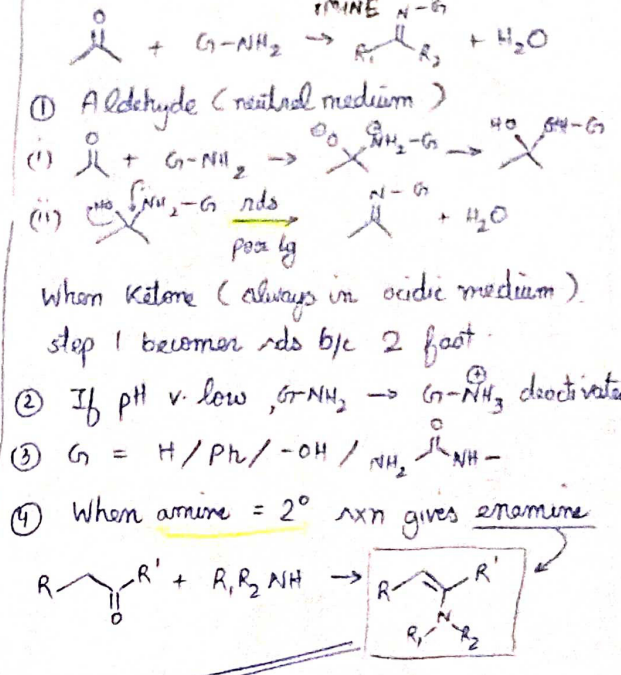 IMINE N-G
O + G-NH2 → R1 R2 + H2O
① Aldehyde (neutral medium)
(i) O + G-NH2 → O⊖ ⊕NH2-G → HO NH-G
(ii) HO NH2-G rds N-G + H2O
poor lg
When Ketone (always in acidic medium).
step 1 becomes rds b/c 2 fast.
② If pH v. low, G-NH2 → G-⊕NH3 deactivate
③ G = H / Ph / -OH / NH2 O NH-
④ When amine = 2° rxn gives enamine
R O R' + R1R2NH → R R'
N
R1 R2